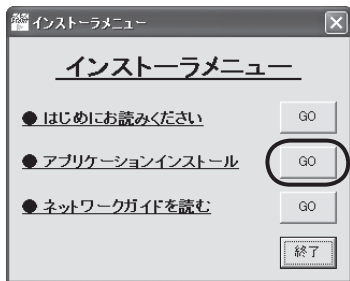 インストーラメニュー
インストーラメニュー
● はじめにお読みください GO
● アプリケーションインストール GO
● ネットワークガイドを読む GO
終了